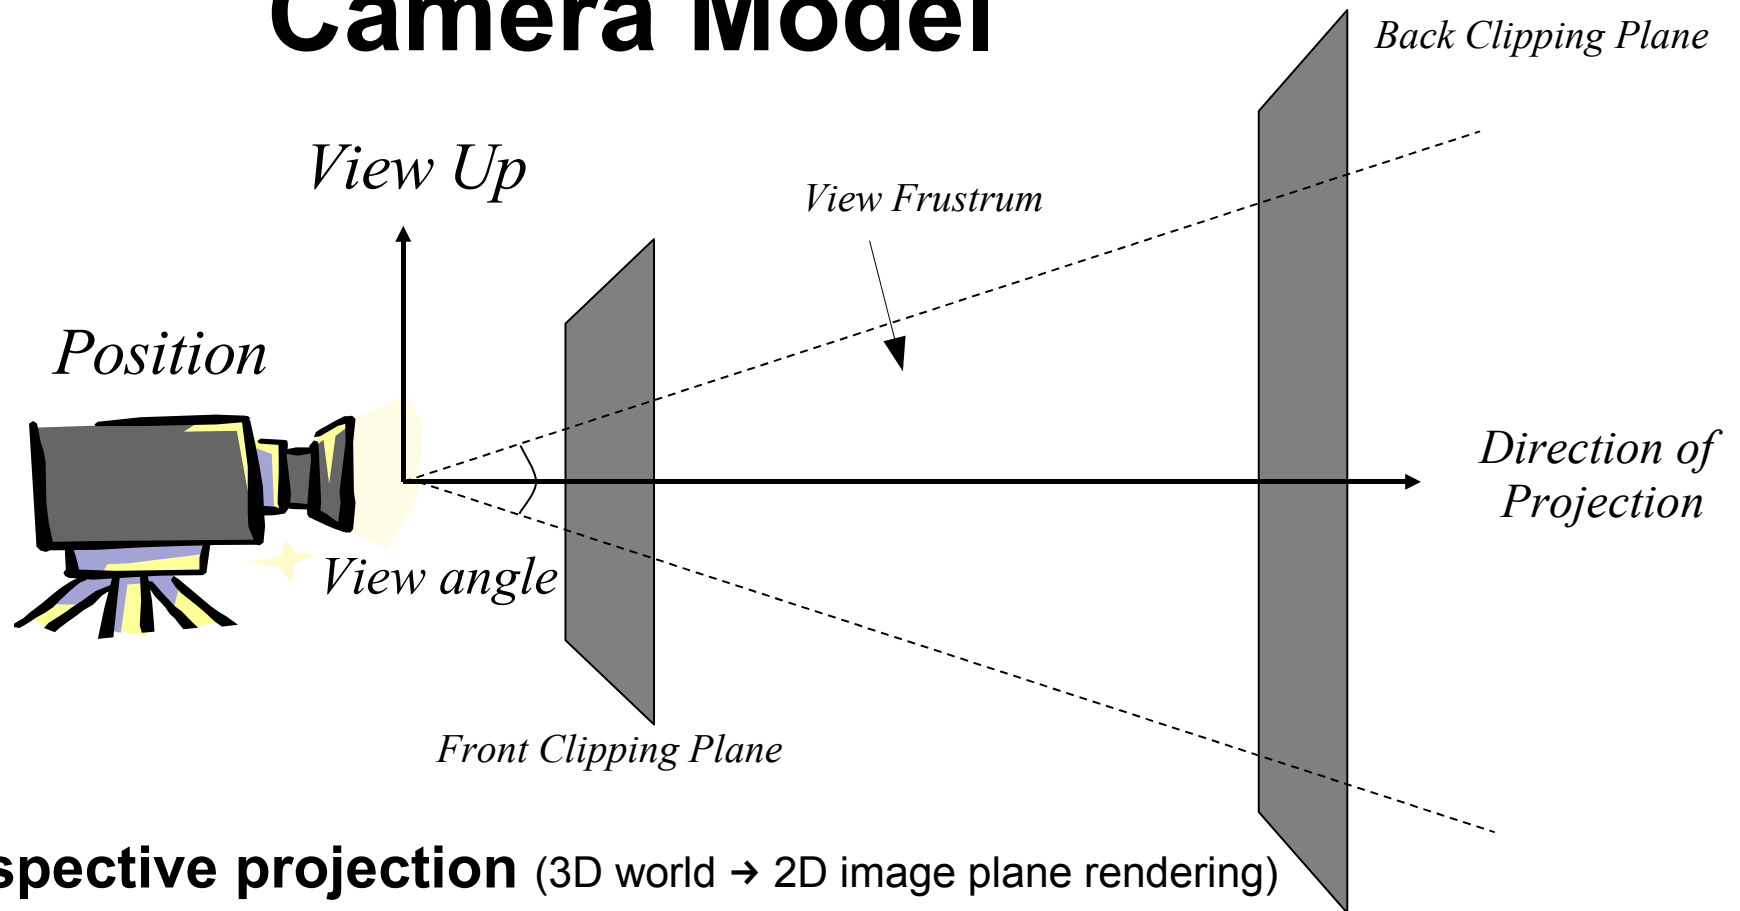 Camera Model
Back Clipping Plane
View Up
View Frustrum
Position
Direction of
Projection
View angle
Front Clipping Plane
spective projection (3D world → 2D image plane rendering)